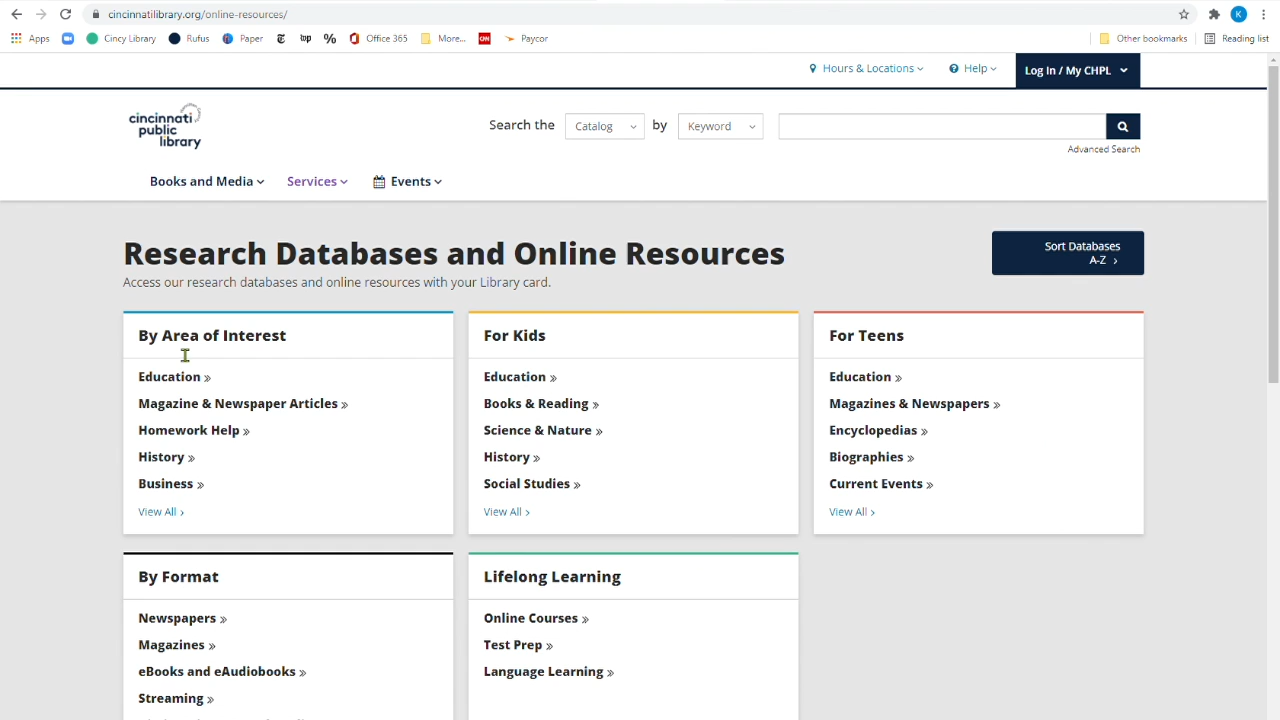 cincinnatilibrary.org/online-resources/
K
Apps
Cincy Library
Rufus
Paper
wp
%
Office 365
More...
CNN
Paycor
Other bookmarks
Reading list
Hours & Locations
Help
Log In / My CHPL
cincinnati
public
library
Search the Catalog by Keyword
Advanced Search
Books and Media
Services
Events
Research Databases and Online Resources
Access our research databases and online resources with your Library card.
Sort Databases
A-Z ›
By Area of Interest
Education »
Magazine & Newspaper Articles »
Homework Help »
History »
Business »
View All ›
For Kids
Education »
Books & Reading »
Science & Nature »
History »
Social Studies »
View All ›
For Teens
Education »
Magazines & Newspapers »
Encyclopedias »
Biographies »
Current Events »
View All ›
By Format
Newspapers »
Magazines »
eBooks and eAudiobooks »
Streaming »
Lifelong Learning
Online Courses »
Test Prep »
Language Learning »